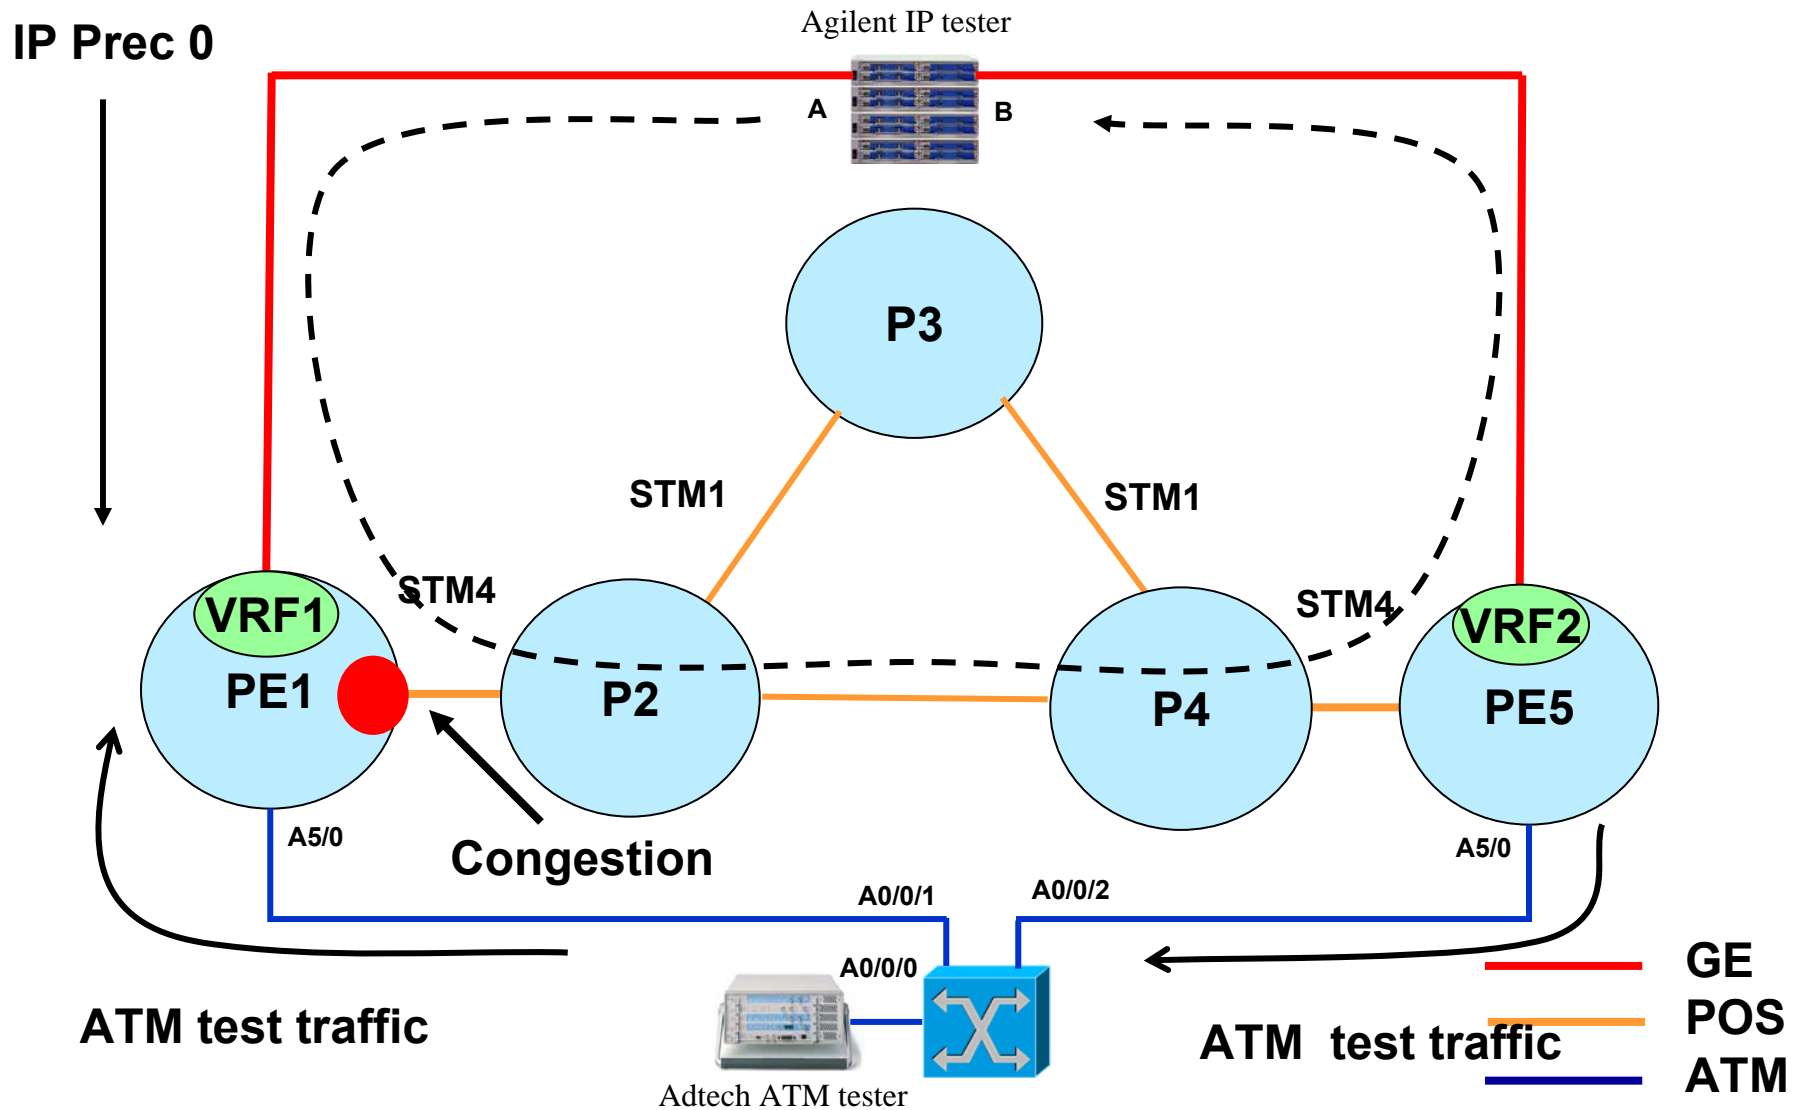 Agilent IP tester
IP Prec 0
A
B
P3
STM1
STM1
STM4
STM4
VRF1
VRF2
PE1
P2
P4
PE5
A5/0
Congestion
A5/0
A0/0/1
A0/0/2
A0/0/0
GE
ATM test traffic
ATM  test traffic
POS
ATM
Adtech ATM tester